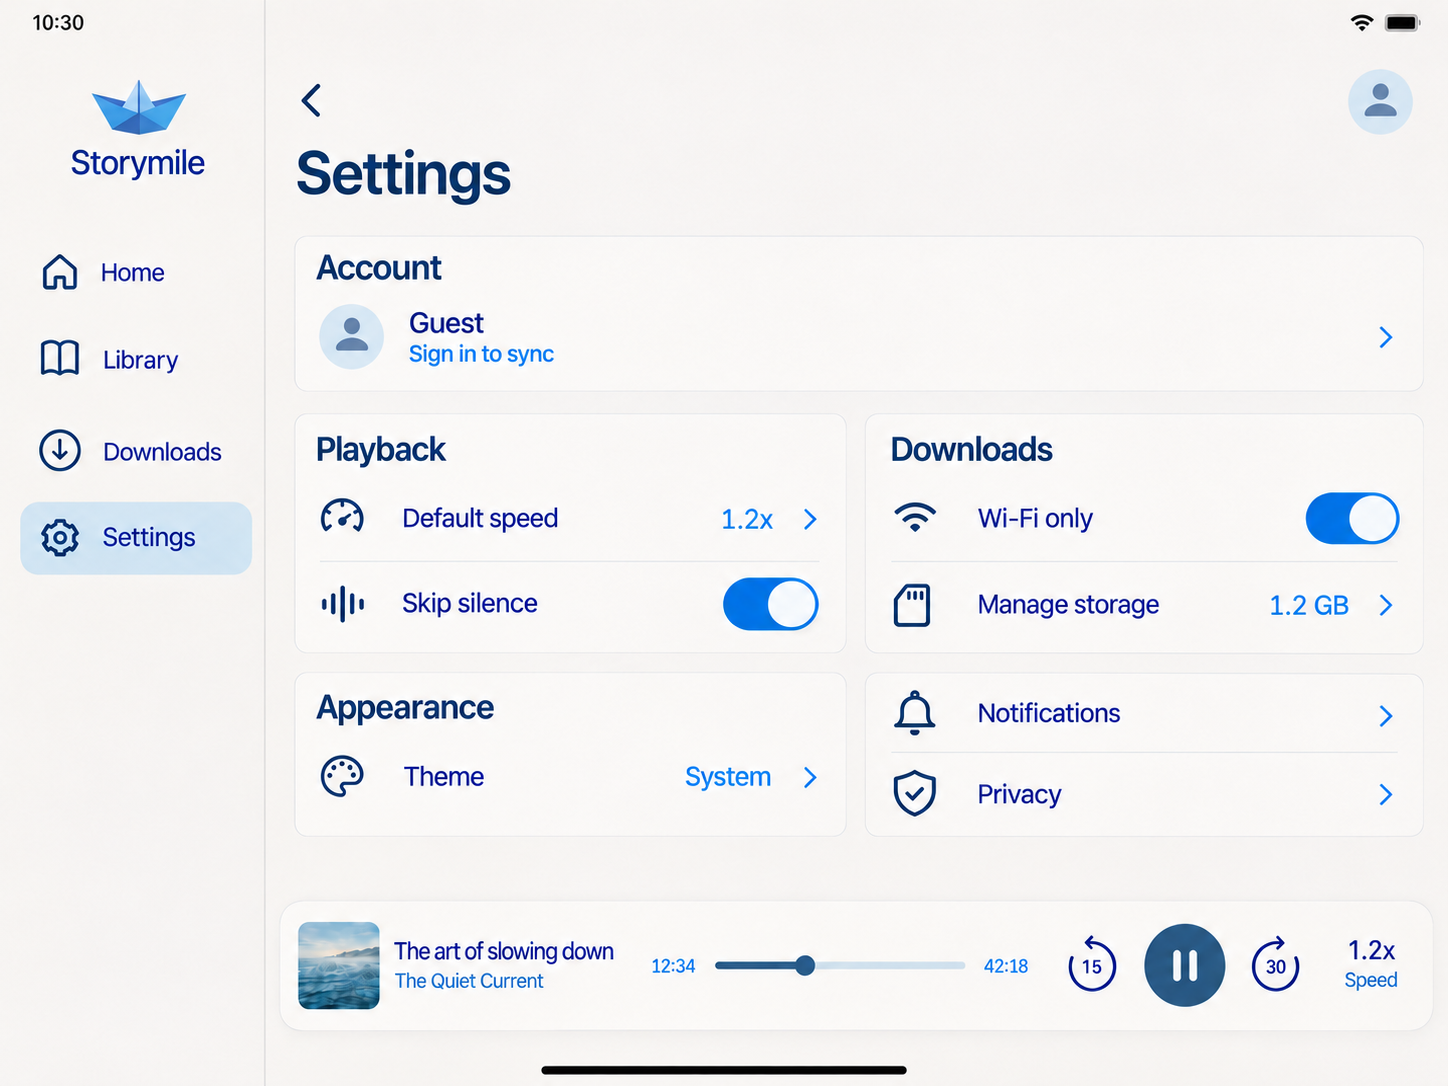 10:30
Storymile
Home
Library
Downloads
Settings
Settings
Account
Guest
Sign in to sync
Playback
Default speed 1.2x
Skip silence
Downloads
Wi-Fi only
Manage storage 1.2 GB
Appearance
Theme System
Notifications
Privacy
The art of slowing down
The Quiet Current
12:34 42:18
15
30
1.2x
Speed